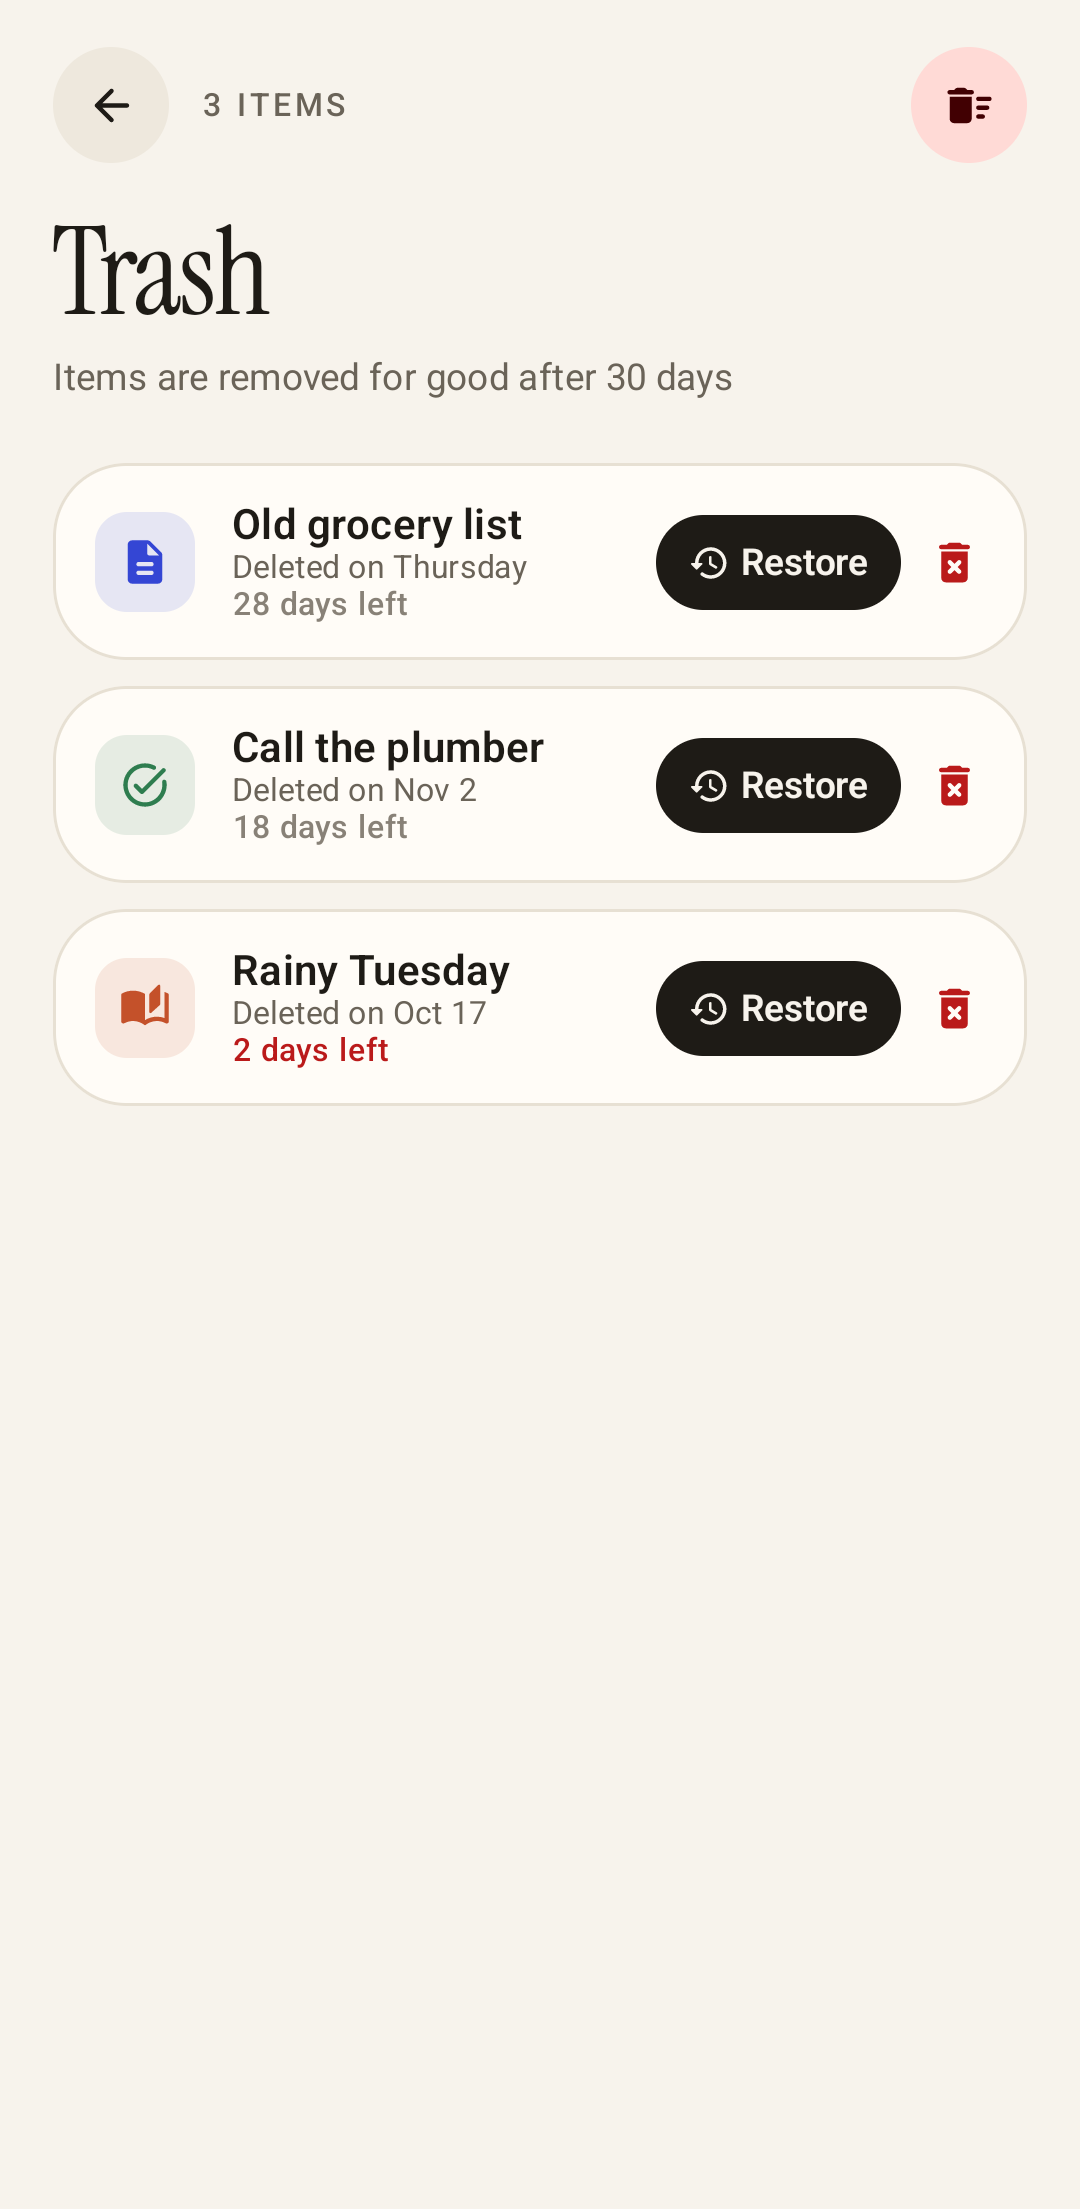 3 ITEMS
Trash
Items are removed for good after 30 days
Old grocery list
Deleted on Thursday
28 days left
Restore
Call the plumber
Deleted on Nov 2
18 days left
Restore
Rainy Tuesday
Deleted on Oct 17
2 days left
Restore